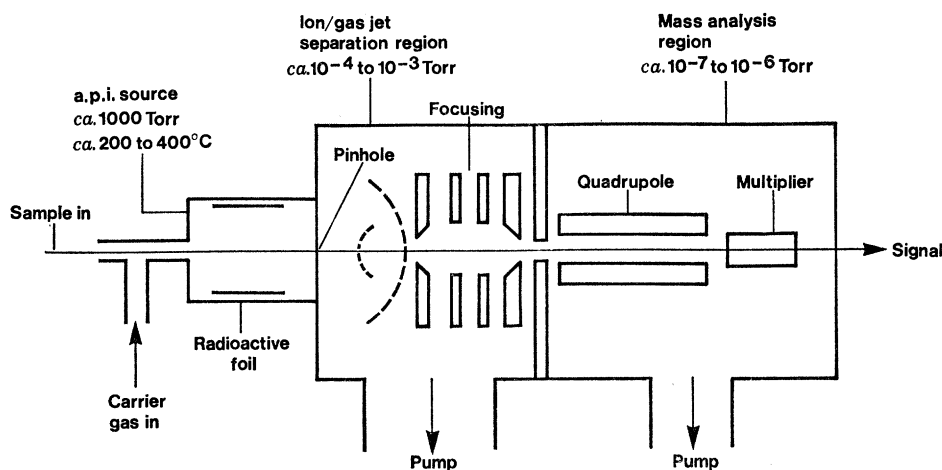 Ion/gas jet
separation region
ca.10−4 to 10−3 Torr
Mass analysis
region
ca.10−7 to 10−6 Torr
a.p.i. source
ca.1000 Torr
ca.200 to 400°C
Focusing
Pinhole
Quadrupole
Multiplier
Sample in
Signal
Radioactive
foil
Carrier
gas in
Pump
Pump